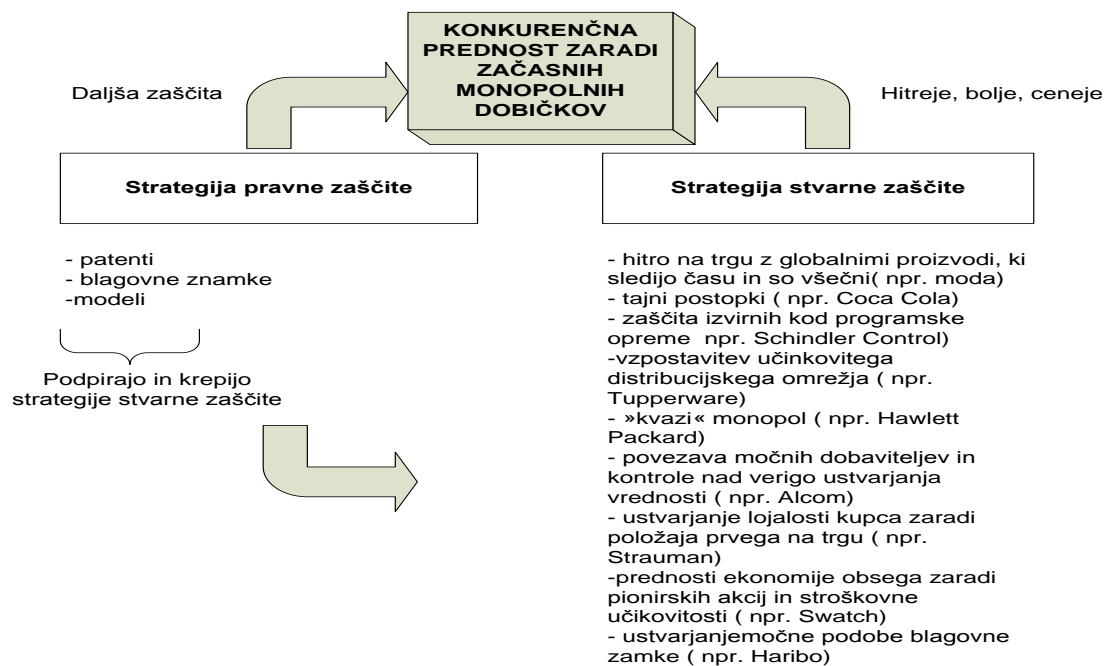 KONKURENČNA
PREDNOST ZARADI
ZAČASNIH
MONOPOLNIH
DOBIČKOV
Daljša zaščita
Hitreje, bolje, ceneje
Strategija pravne zaščite
Strategija stvarne zaščite
- patenti
- blagovne znamke
-modeli
Podpirajo in krepijo
strategije stvarne zaščite
- hitro na trgu z globalnimi proizvodi, ki
sledijo času in so všečni( npr. moda)
- tajni postopki ( npr. Coca Cola)
- zaščita izvirnih kod programske
opreme npr. Schindler Control)
-vzpostavitev učinkovitega
distribucijskega omrežja ( npr.
Tupperware)
- »kvazi« monopol ( npr. Hawlett
Packard)
- povezava močnih dobaviteljev in
kontrole nad verigo ustvarjanja
vrednosti ( npr. Alcom)
- ustvarjanje lojalosti kupca zaradi
položaja prvega na trgu ( npr.
Strauman)
-prednosti ekonomije obsega zaradi
pionirskih akcij in stroškovne
učikovitosti ( npr. Swatch)
- ustvarjanjemočne podobe blagovne
zamke ( npr. Haribo)